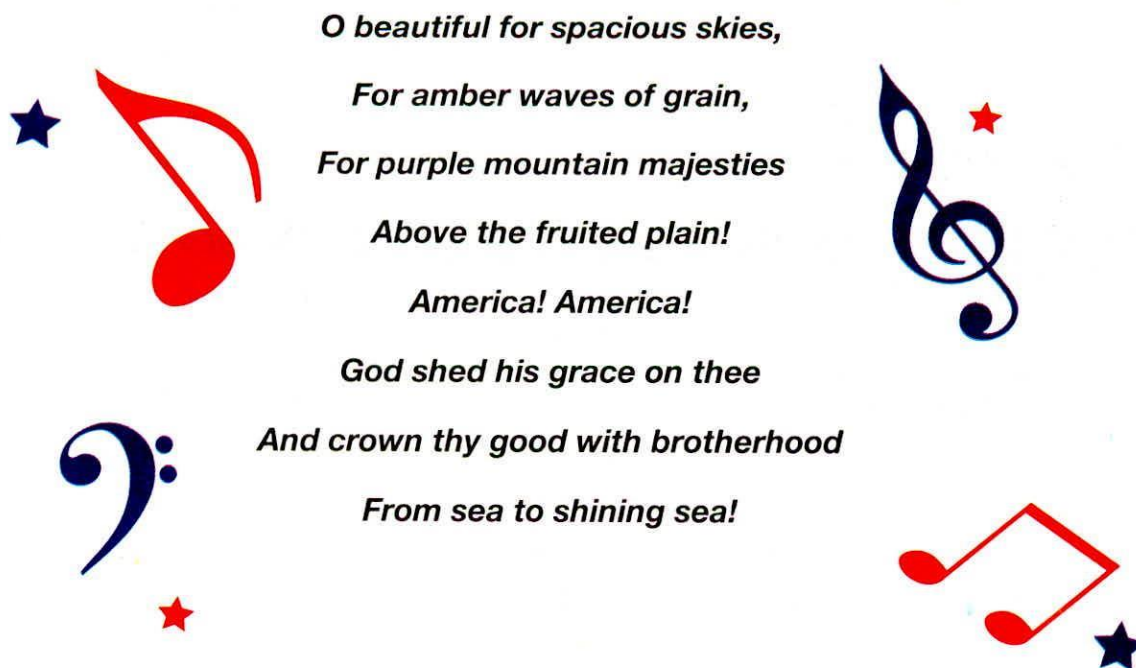 O beautiful for spacious skies,
For amber waves of grain,
For purple mountain majesties
Above the fruited plain!
America! America!
God shed his grace on thee
And crown thy good with brotherhood
From sea to shining sea!